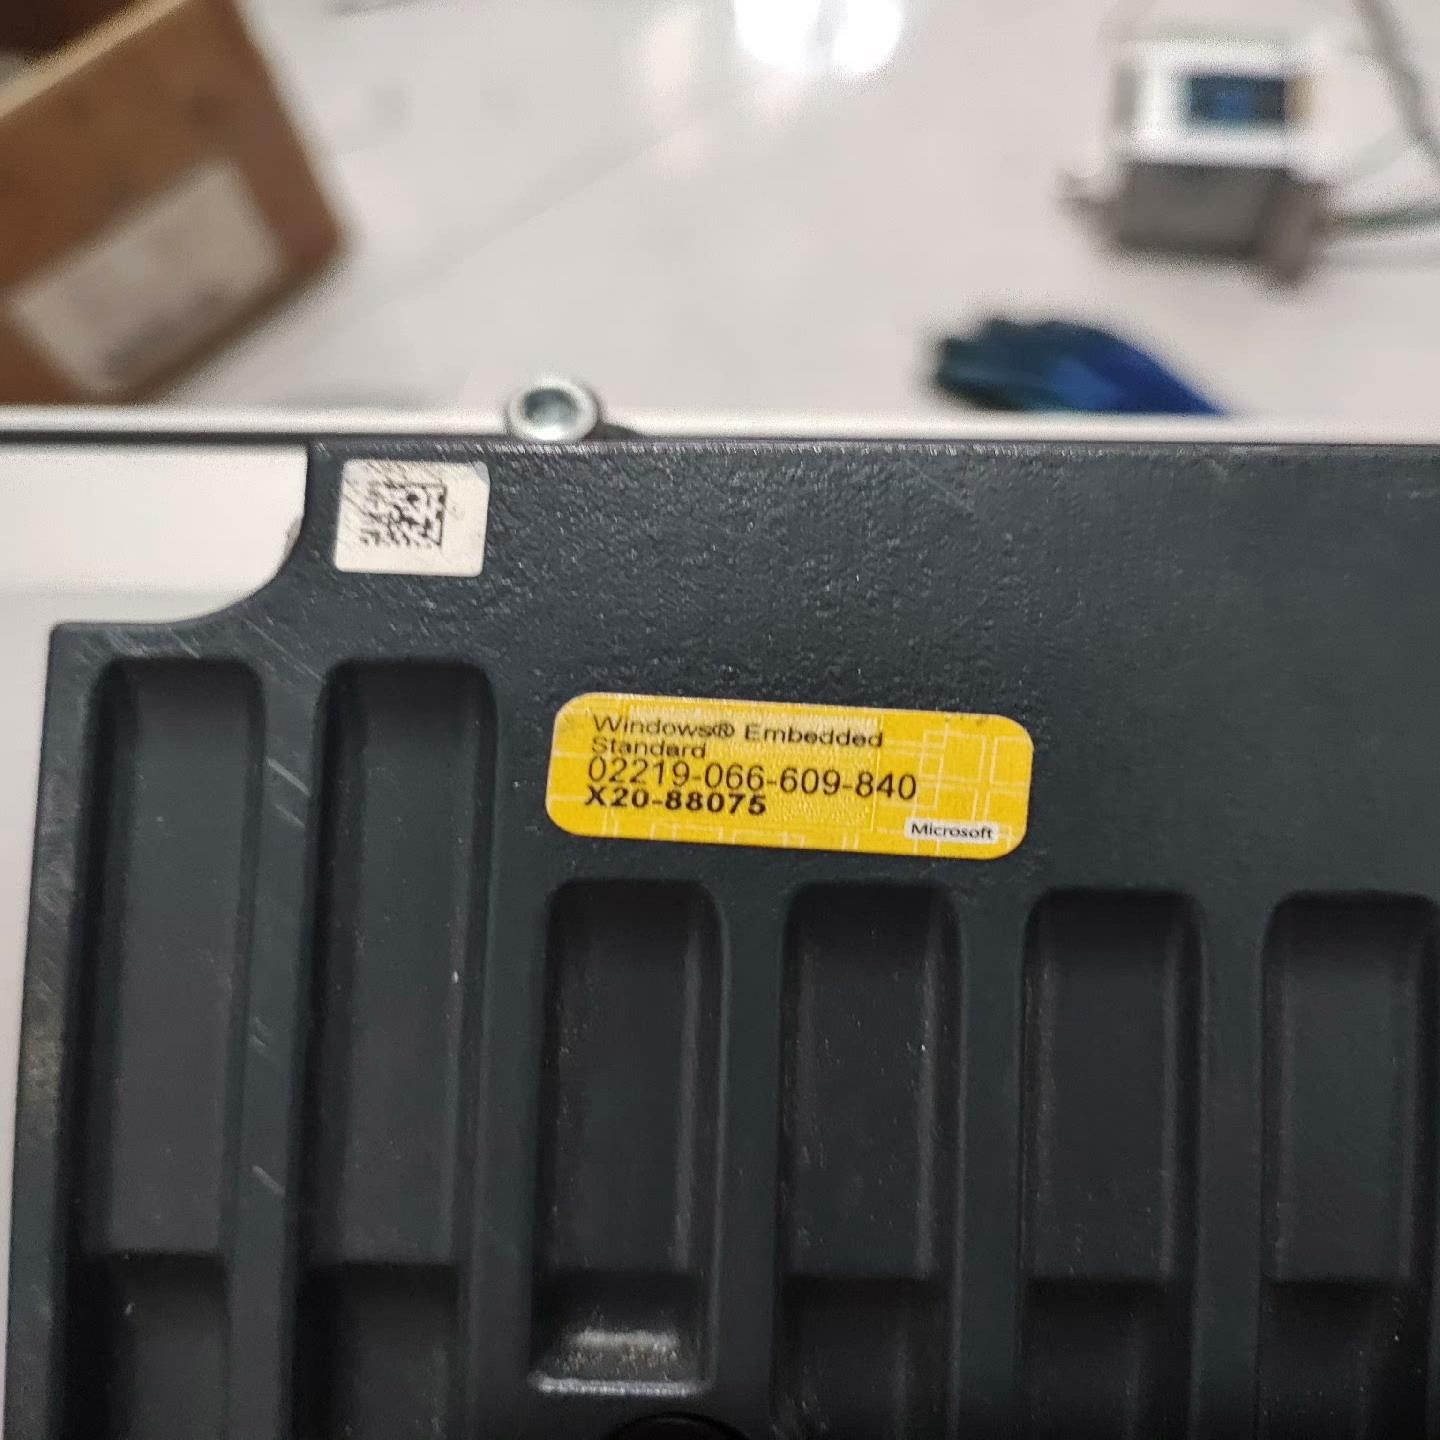 Windows® Embedded
Standard
02219-066-609-840
X20-88075
Microsoft